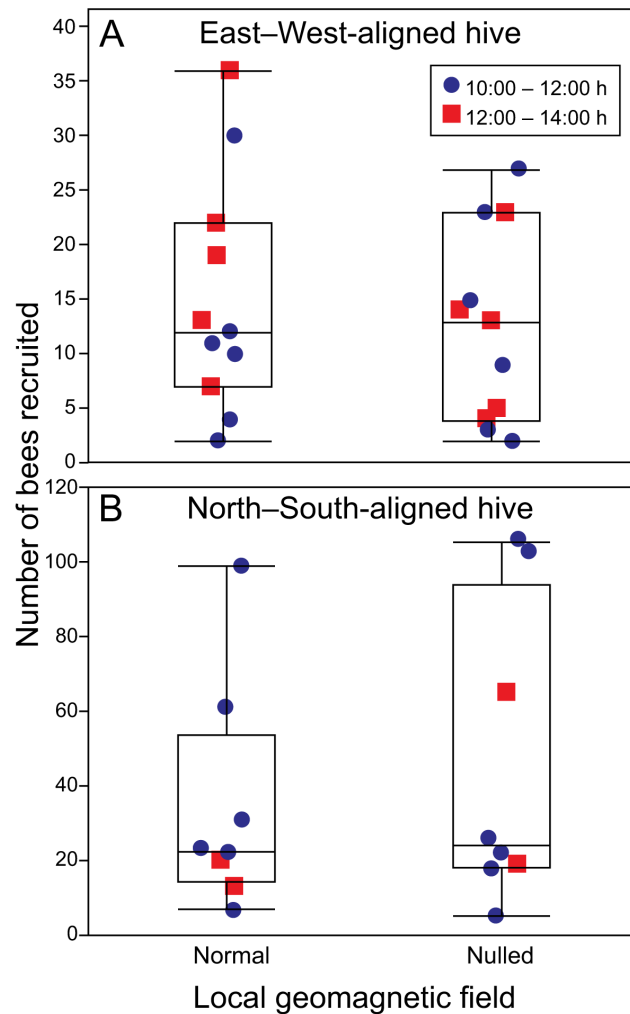 A
East–West-aligned hive
10:00 – 12:00 h
12:00 – 14:00 h
40
35
30
25
20
15
10
5
0
Number of bees recruited
B
North–South-aligned hive
120
100
80
60
40
20
0
Normal
Nulled
Local geomagnetic field